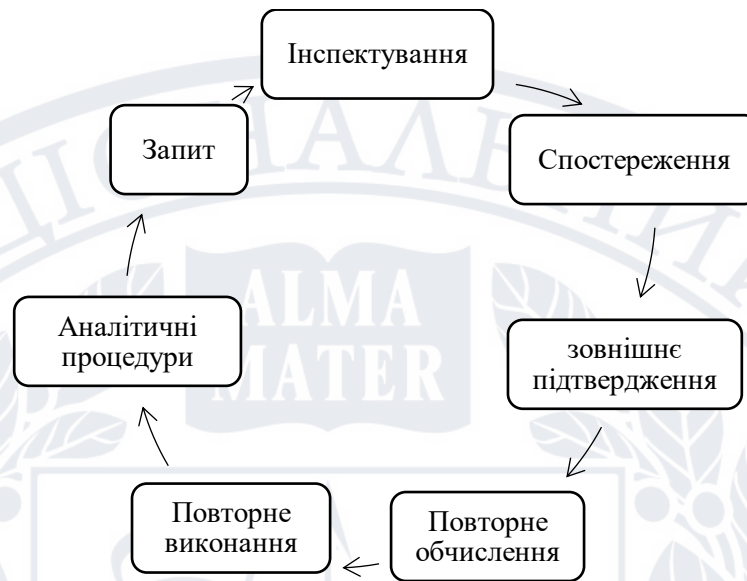 Інспектування
Спостереження
зовнішнє
підтвердження
Повторне
обчислення
Повторне
виконання
Аналітичні
процедури
Запит
ALMA
MATER